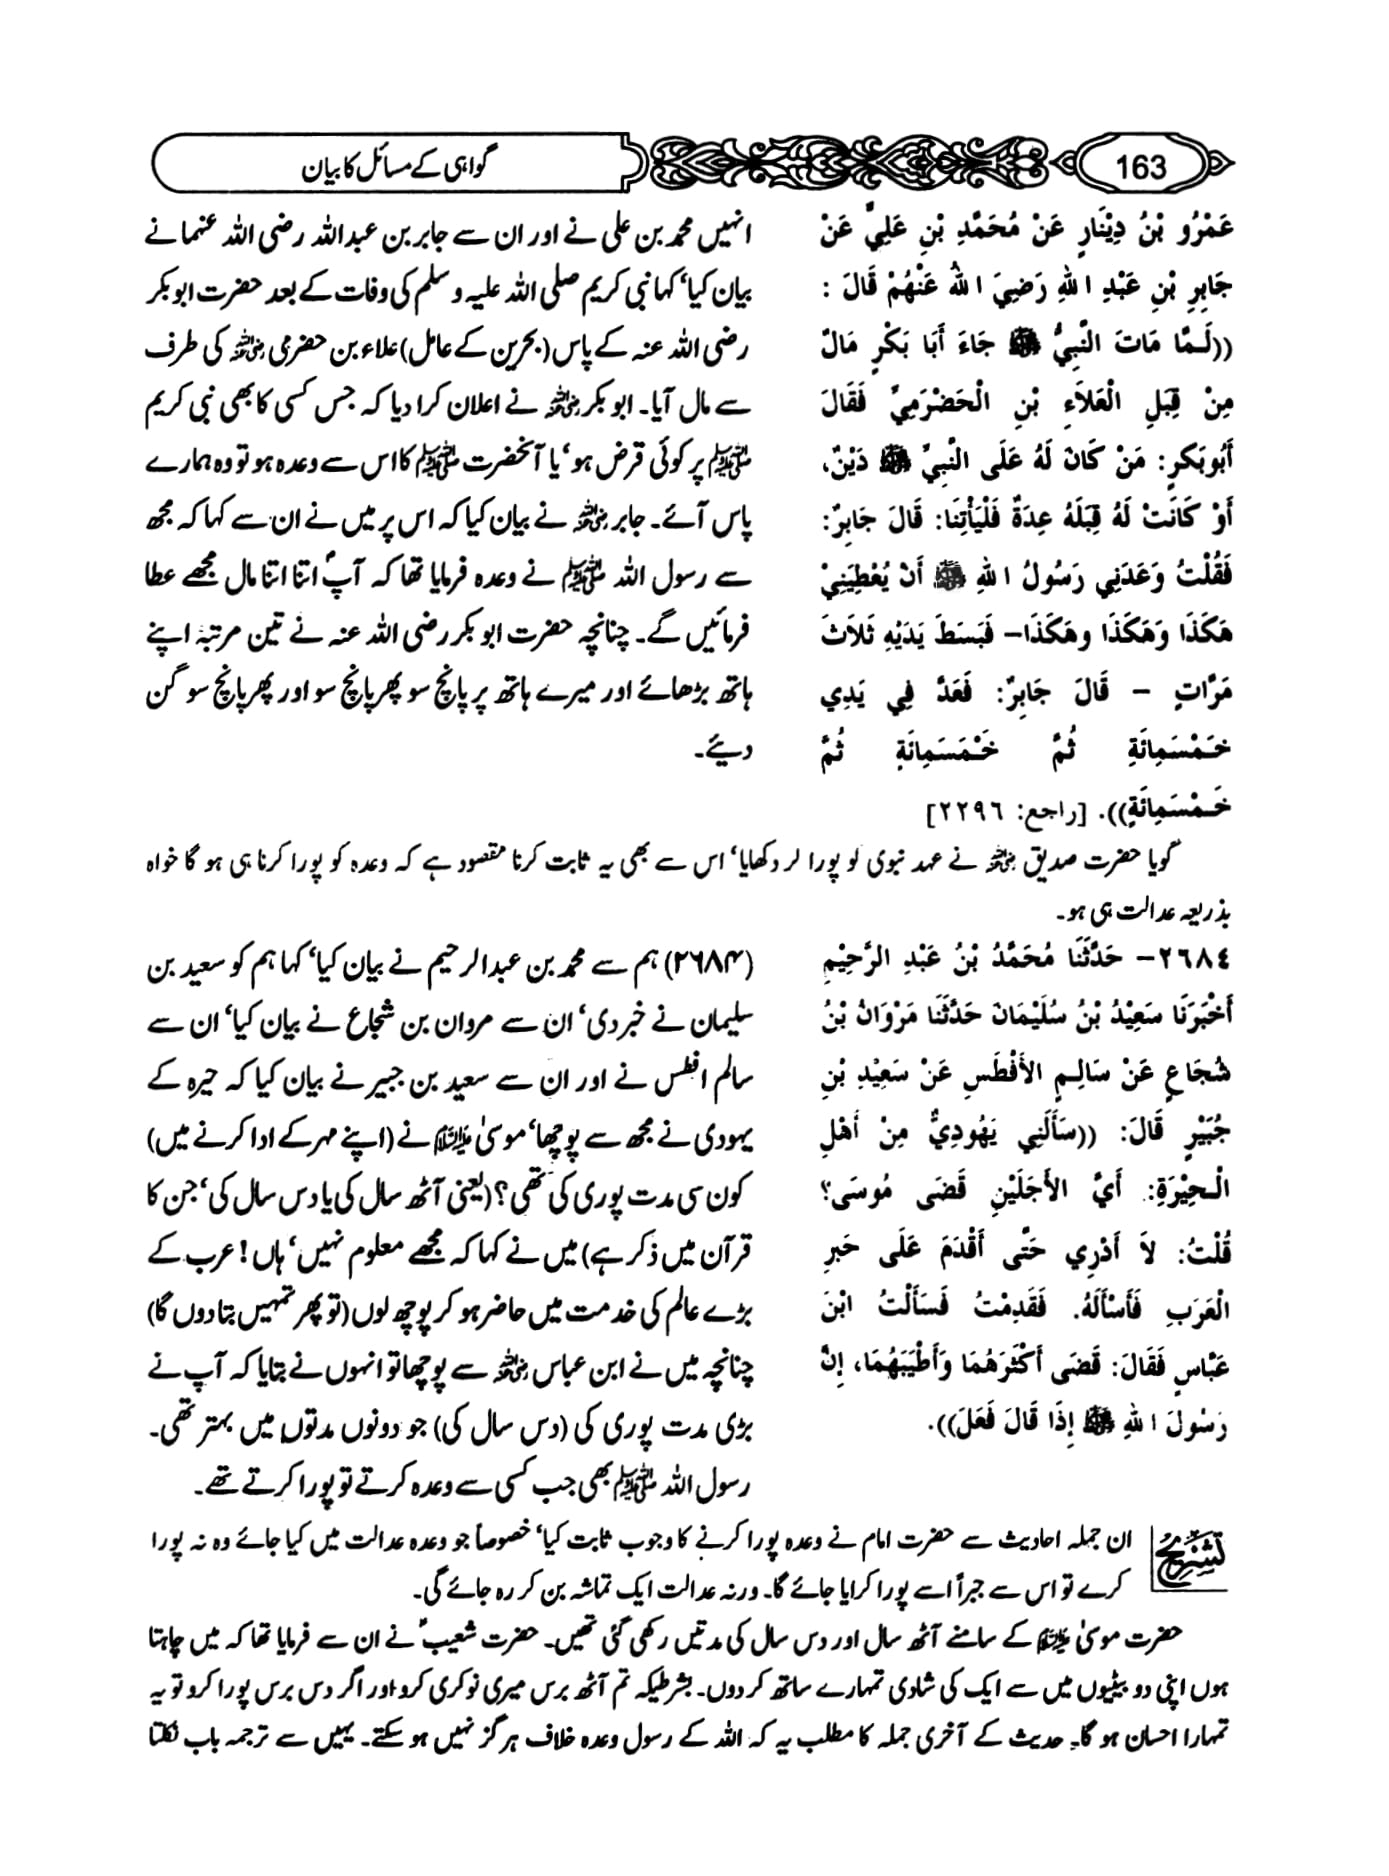 163
گواہی کے مسائل کا بیان
عَمْرُو بْنُ دِيْنَارٍ عَنْ مُحَمَّدِ بْنِ عَلِيٍّ عَنْ
جَابِرِ بْنِ عَبْدِ اللهِ رَضِيَ اللهُ عَنْهُمْ قَالَ :
((لَـمَّا مَاتَ النَّبِيُّ ﷺ جَاءَ أَبَا بَكْرٍ مَالٌ
مِنْ قِبَلِ الْعَلَاءِ بْنِ الْحَضْرَمِيِّ فَقَالَ
أَبُوبَكرٍ: مَنْ كَانَ لَهُ عَلَى النَّبِيِّ ﷺ دَيْنٌ،
أَوْ كَانَتْ لَهُ قِبَلَهُ عِدَةٌ فَلْيَأْتِنَا: قَالَ جَابِرٌ:
فَقُلْتُ وَعَدَنِي رَسُولُ اللهِ ﷺ أَنْ يُعْطِيَنِيْ
هَكَذَا وَهَكَذَا وهَكَذَا– فَبَسَطَ يَدَيْهِ ثَلاَثَ
مَرَّاتٍ – قَالَ جَابِرٌ: فَعَدَّ فِي يَدِي
خَـمْسَمِائَةِ ثُمَّ خَمْسَمِائَةٍ ثُمَّ
خَـمْسَمِائَةٍ)). [راجع: ٢٢٩٦]
انہیں محمد بن علی نے اور ان سے جابر بن عبداللہ رضی اللہ عنہما نے
بیان کیا‘ کہا نبی کریم صلی اللہ علیہ و سلم کی وفات کے بعد حضرت ابو بکر
رضی اللہ عنہ کے پاس (بحرین کے عامل) علاء بن حضرمی رضی اللہ عنہ کی طرف
سے مال آیا۔ ابو بکر رضی اللہ عنہ نے اعلان کرا دیا کہ جس کسی کا بھی نبی کریم
ﷺ پر کوئی قرض ہو‘ یا آنحضرت ﷺ کا اس سے وعدہ ہو تو وہ ہمارے
پاس آئے۔ جابر رضی اللہ عنہ نے بیان کیا کہ اس پر میں نے ان سے کہا کہ مجھ
سے رسول اللہ ﷺ نے وعدہ فرمایا تھا کہ آپؐ اتنا اتنا مال مجھے عطا
فرمائیں گے۔ چنانچہ حضرت ابو بکر رضی اللہ عنہ نے تین مرتبہ اپنے
ہاتھ بڑھائے اور میرے ہاتھ پر پانچ سو پھر پانچ سو اور پھر پانچ سو گن
دیئے۔
گویا حضرت صدیق رضی اللہ عنہ نے عہد نبوی کو پورا کر دکھایا‘ اس سے بھی یہ ثابت کرنا مقصود ہے کہ وعدہ کو پورا کرنا ہی ہو گا خواہ
بذریعہ عدالت ہی ہو۔
٢٦٨٤– حَدَّثَنَا مُحَمَّدُ بْنُ عَبْدِ الرَّحِيْمِ
أَخْبَرَنَا سَعِيْدُ بْنُ سُلَيْمَانَ حَدَّثَنَا مَرْوَانُ بْنُ
شُجَاعٍ عَنْ سَالِـمٍ الأَفْطَسِ عَنْ سَعِيْدِ بْنِ
جُبَيْرٍ قَالَ: ((سَأَلَنِي يَهُودِيٌّ مِنْ أَهْلِ
الْـحِيْرَةِ: أَيَّ الأَجَلَيْنِ قَضَى مُوسَى؟
قُلْتُ: لاَ أَدْرِي حَتَّى أَقْدَمَ عَلَى حَبْرِ
الْعَرَبِ فَأَسْأَلَهُ. فَقَدِمْتُ فَسَأَلْتُ ابْنَ
عَبَّاسٍ فَقَالَ: قَضَى أَكْثَرَهُمَا وَأَطْيَبَهُمَا، إِنَّ
رَسُولَ اللهِ ﷺ إِذَا قَالَ فَعَلَ)).
(۲۶۸۴) ہم سے محمد بن عبدالرحیم نے بیان کیا‘ کہا ہم کو سعید بن
سلیمان نے خبر دی‘ ان سے مروان بن شجاع نے بیان کیا‘ ان سے
سالم افطس نے اور ان سے سعید بن جبیر نے بیان کیا کہ حیرہ کے
یہودی نے مجھ سے پوچھا‘ موسیٰ علیہ السلام نے (اپنے مہر کے ادا کرنے میں)
کون سی مدت پوری کی تھی؟ (یعنی آٹھ سال کی یا دس سال کی‘ جن کا
قرآن میں ذکر ہے) میں نے کہا کہ مجھے معلوم نہیں‘ ہاں! عرب کے
بڑے عالم کی خدمت میں حاضر ہو کر پوچھ لوں (تو پھر تمہیں بتا دوں گا)
چنانچہ میں نے ابن عباس رضی اللہ عنہ سے پوچھا تو انہوں نے بتایا کہ آپ نے
بڑی مدت پوری کی (دس سال کی) جو دونوں مدتوں میں بہتر تھی۔
رسول اللہ ﷺ بھی جب کسی سے وعدہ کرتے تو پورا کرتے تھے۔
تشریح ان جملہ احادیث سے حضرت امام نے وعدہ پورا کرنے کا وجوب ثابت کیا‘ خصوصاً جو وعدہ عدالت میں کیا جائے وہ نہ پورا
کرے تو اس سے جبراً اسے پورا کرایا جائے گا۔ ورنہ عدالت ایک تماشہ بن کر رہ جائے گی۔
حضرت موسیٰ علیہ السلام کے سامنے آٹھ سال اور دس سال کی مدتیں رکھی گئی تھیں۔ حضرت شعیبؑ نے ان سے فرمایا تھا کہ میں چاہتا
ہوں اپنی دو بیٹیوں میں سے ایک کی شادی تمہارے ساتھ کر دوں۔ بشرطیکہ تم آٹھ برس میری نوکری کرو اور اگر دس برس پورا کرو تو یہ
تمہارا احسان ہو گا۔ حدیث کے آخری جملہ کا مطلب یہ کہ اللہ کے رسول وعدہ خلاف ہرگز نہیں ہو سکتے۔ یہیں سے ترجمہ باب نکلتا